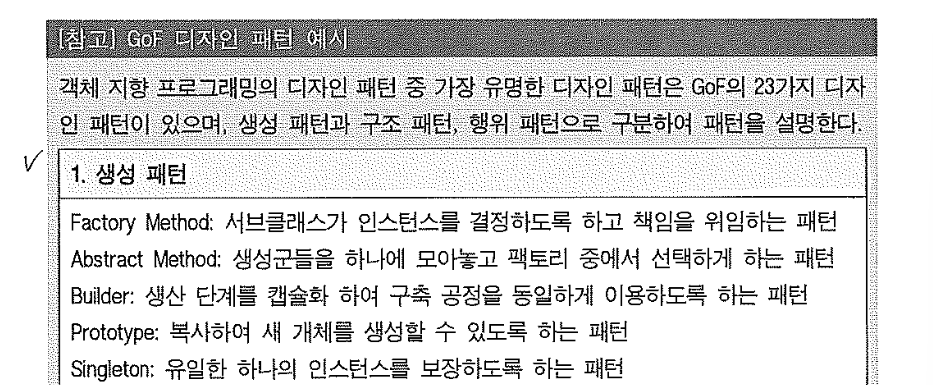 [참고] GoF 디자인 패턴 예시
객체 지향 프로그래밍의 디자인 패턴 중 가장 유명한 디자인 패턴은 GoF의 23가지 디자
인 패턴이 있으며, 생성 패턴과 구조 패턴, 행위 패턴으로 구분하여 패턴을 설명한다.
1. 생성 패턴
Factory Method: 서브클래스가 인스턴스를 결정하도록 하고 책임을 위임하는 패턴
Abstract Method: 생성군들을 하나에 모아놓고 팩토리 중에서 선택하게 하는 패턴
Builder: 생산 단계를 캡슐화 하여 구축 공정을 동일하게 이용하도록 하는 패턴
Prototype: 복사하여 새 개체를 생성할 수 있도록 하는 패턴
Singleton: 유일한 하나의 인스턴스를 보장하도록 하는 패턴